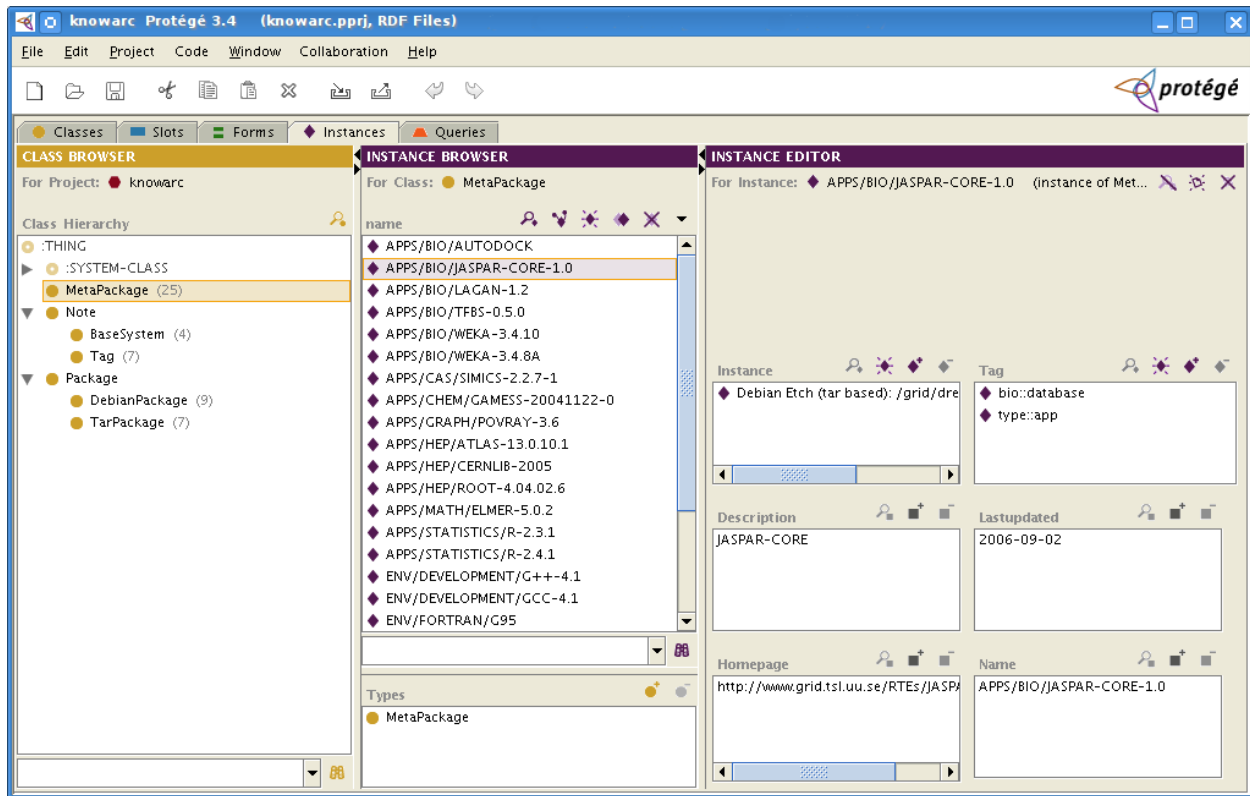 knowarc Protégé 3.4 (knowarc.pprj, RDF Files)
File Edit Project Code Window Collaboration Help
protégé
Classes Slots Forms Instances Queries
CLASS BROWSER
For Project: knowarc
Class Hierarchy
:THING
:SYSTEM-CLASS
MetaPackage (25)
Note
BaseSystem (4)
Tag (7)
Package
DebianPackage (9)
TarPackage (7)
INSTANCE BROWSER
For Class: MetaPackage
name
APPS/BIO/AUTODOCK
APPS/BIO/JASPAR-CORE-1.0
APPS/BIO/LAGAN-1.2
APPS/BIO/TFBS-0.5.0
APPS/BIO/WEKA-3.4.10
APPS/BIO/WEKA-3.4.8A
APPS/CAS/SIMICS-2.2.7-1
APPS/CHEM/GAMESS-20041122-0
APPS/GRAPH/POVRAY-3.6
APPS/HEP/ATLAS-13.0.10.1
APPS/HEP/CERNLIB-2005
APPS/HEP/ROOT-4.04.02.6
APPS/MATH/ELMER-5.0.2
APPS/STATISTICS/R-2.3.1
APPS/STATISTICS/R-2.4.1
ENV/DEVELOPMENT/G++-4.1
ENV/DEVELOPMENT/GCC-4.1
ENV/FORTRAN/G95
Types
MetaPackage
INSTANCE EDITOR
For Instance: APPS/BIO/JASPAR-CORE-1.0 (instance of Met...
Instance
Debian Etch (tar based): /grid/dre
Tag
bio::database
type::app
Description
JASPAR-CORE
Lastupdated
2006-09-02
Homepage
http://www.grid.tsl.uu.se/RTEs/JASPA
Name
APPS/BIO/JASPAR-CORE-1.0